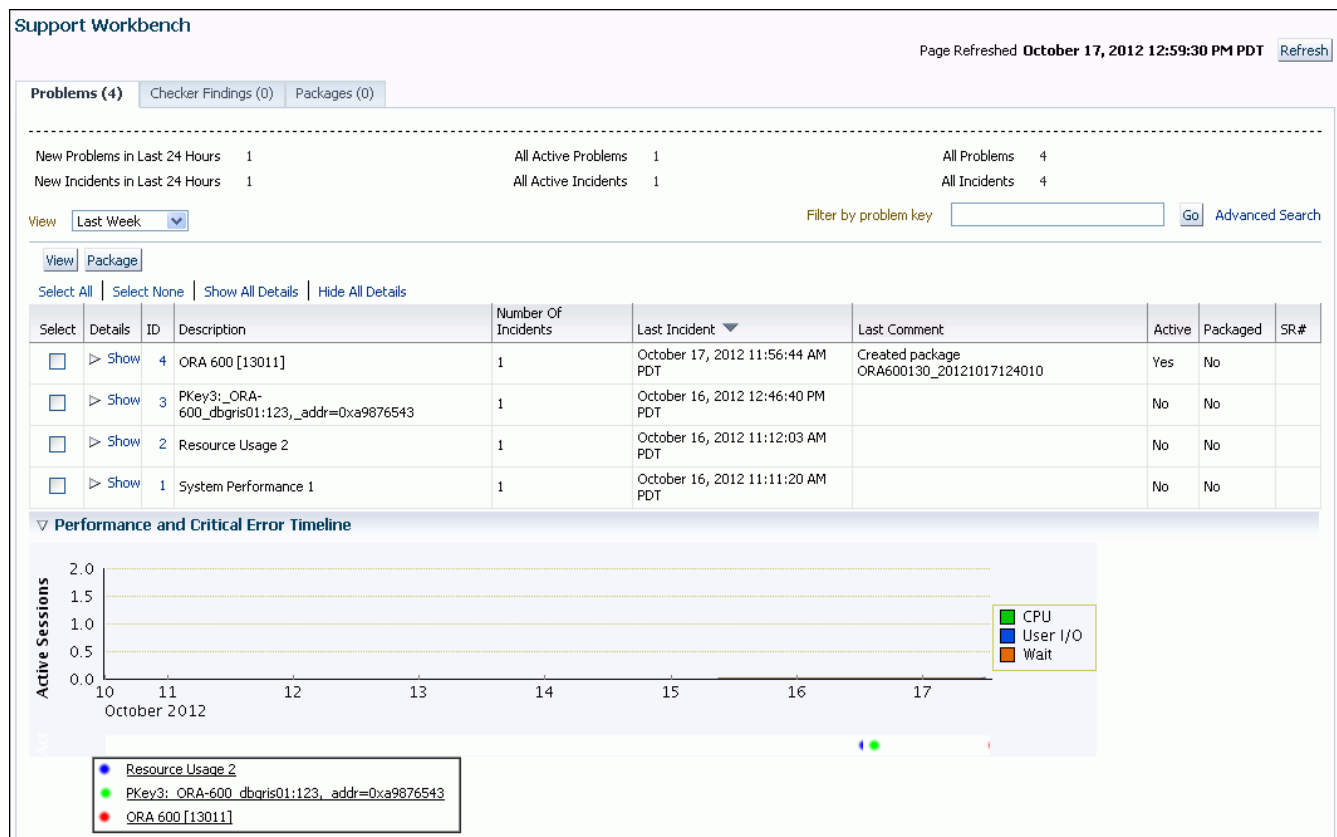 Support Workbench
Page Refreshed October 17, 2012 12:59:30 PM PDT Refresh
Problems (4) Checker Findings (0) Packages (0)
New Problems in Last 24 Hours 1 All Active Problems 1 All Problems 4
New Incidents in Last 24 Hours 1 All Active Incidents 1 All Incidents 4
View Last Week Filter by problem key Go Advanced Search
View Package
Select All | Select None | Show All Details | Hide All Details
Select Details ID Description Number Of Incidents Last Incident Last Comment Active Packaged SR#
Show 4 ORA 600 [13011] 1 October 17, 2012 11:56:44 AM PDT Created package ORA600130_20121017124010 Yes No
Show 3 PKey3:_ORA-600_dbgris01:123,_addr=0xa9876543 1 October 16, 2012 12:46:40 PM PDT No No
Show 2 Resource Usage 2 1 October 16, 2012 11:12:03 AM PDT No No
Show 1 System Performance 1 1 October 16, 2012 11:11:20 AM PDT No No
Performance and Critical Error Timeline
Active Sessions
2.0
1.5
1.0
0.5
0.0
10 11 12 13 14 15 16 17
October 2012
CPU
User I/O
Wait
Act
Resource Usage 2
PKey3:_ORA-600_dbgris01:123,_addr=0xa9876543
ORA 600 [13011]